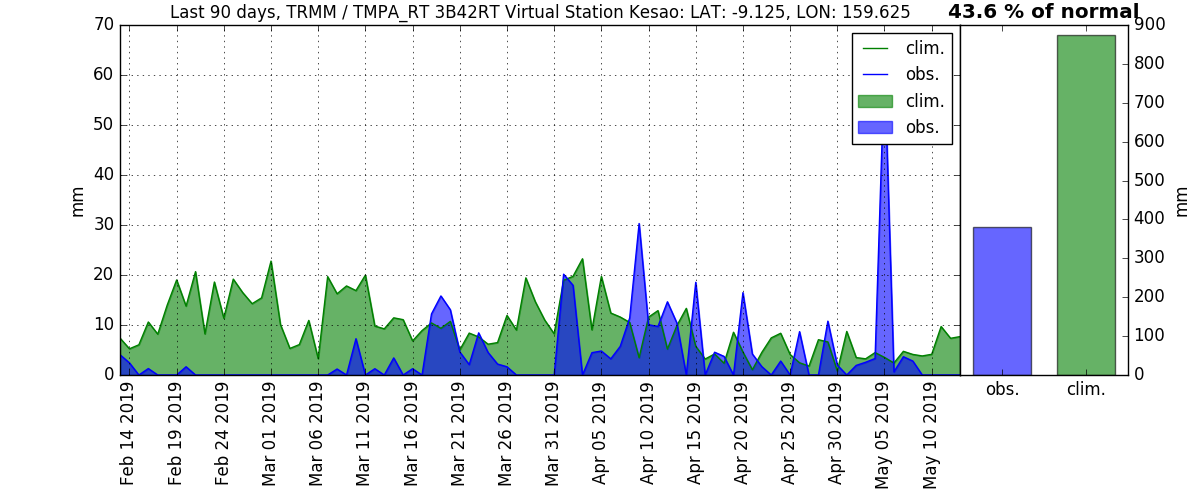 Last 90 days, TRMM / TMPA_RT 3B42RT Virtual Station Kesao: LAT: -9.125, LON: 159.625
43.6 % of normal
70
60
50
40
30
20
10
0
mm
clim.
obs.
clim.
obs.
900
800
700
600
500
400
300
200
100
0
mm
obs.
clim.
Feb 14 2019
Feb 19 2019
Feb 24 2019
Mar 01 2019
Mar 06 2019
Mar 11 2019
Mar 16 2019
Mar 21 2019
Mar 26 2019
Mar 31 2019
Apr 05 2019
Apr 10 2019
Apr 15 2019
Apr 20 2019
Apr 25 2019
Apr 30 2019
May 05 2019
May 10 2019